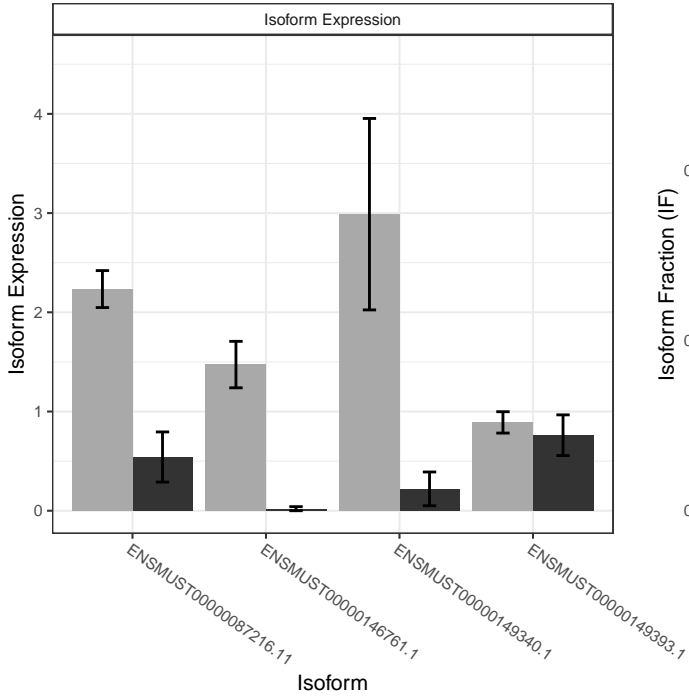 Isoform Expression
Isoform Expression
4
3
2
1
0
ENSMUST00000087216.11
ENSMUST00000146761.1
ENSMUST00000149340.1
ENSMUST00000149393.1
Isoform
Isoform Fraction (IF)